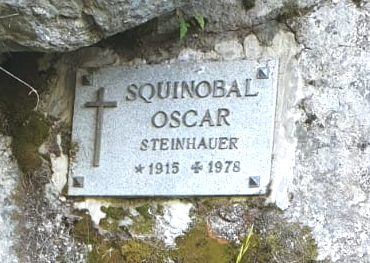 SQUINOBAL
OSCAR
STEINHAUER
* 1915 ✠ 1978